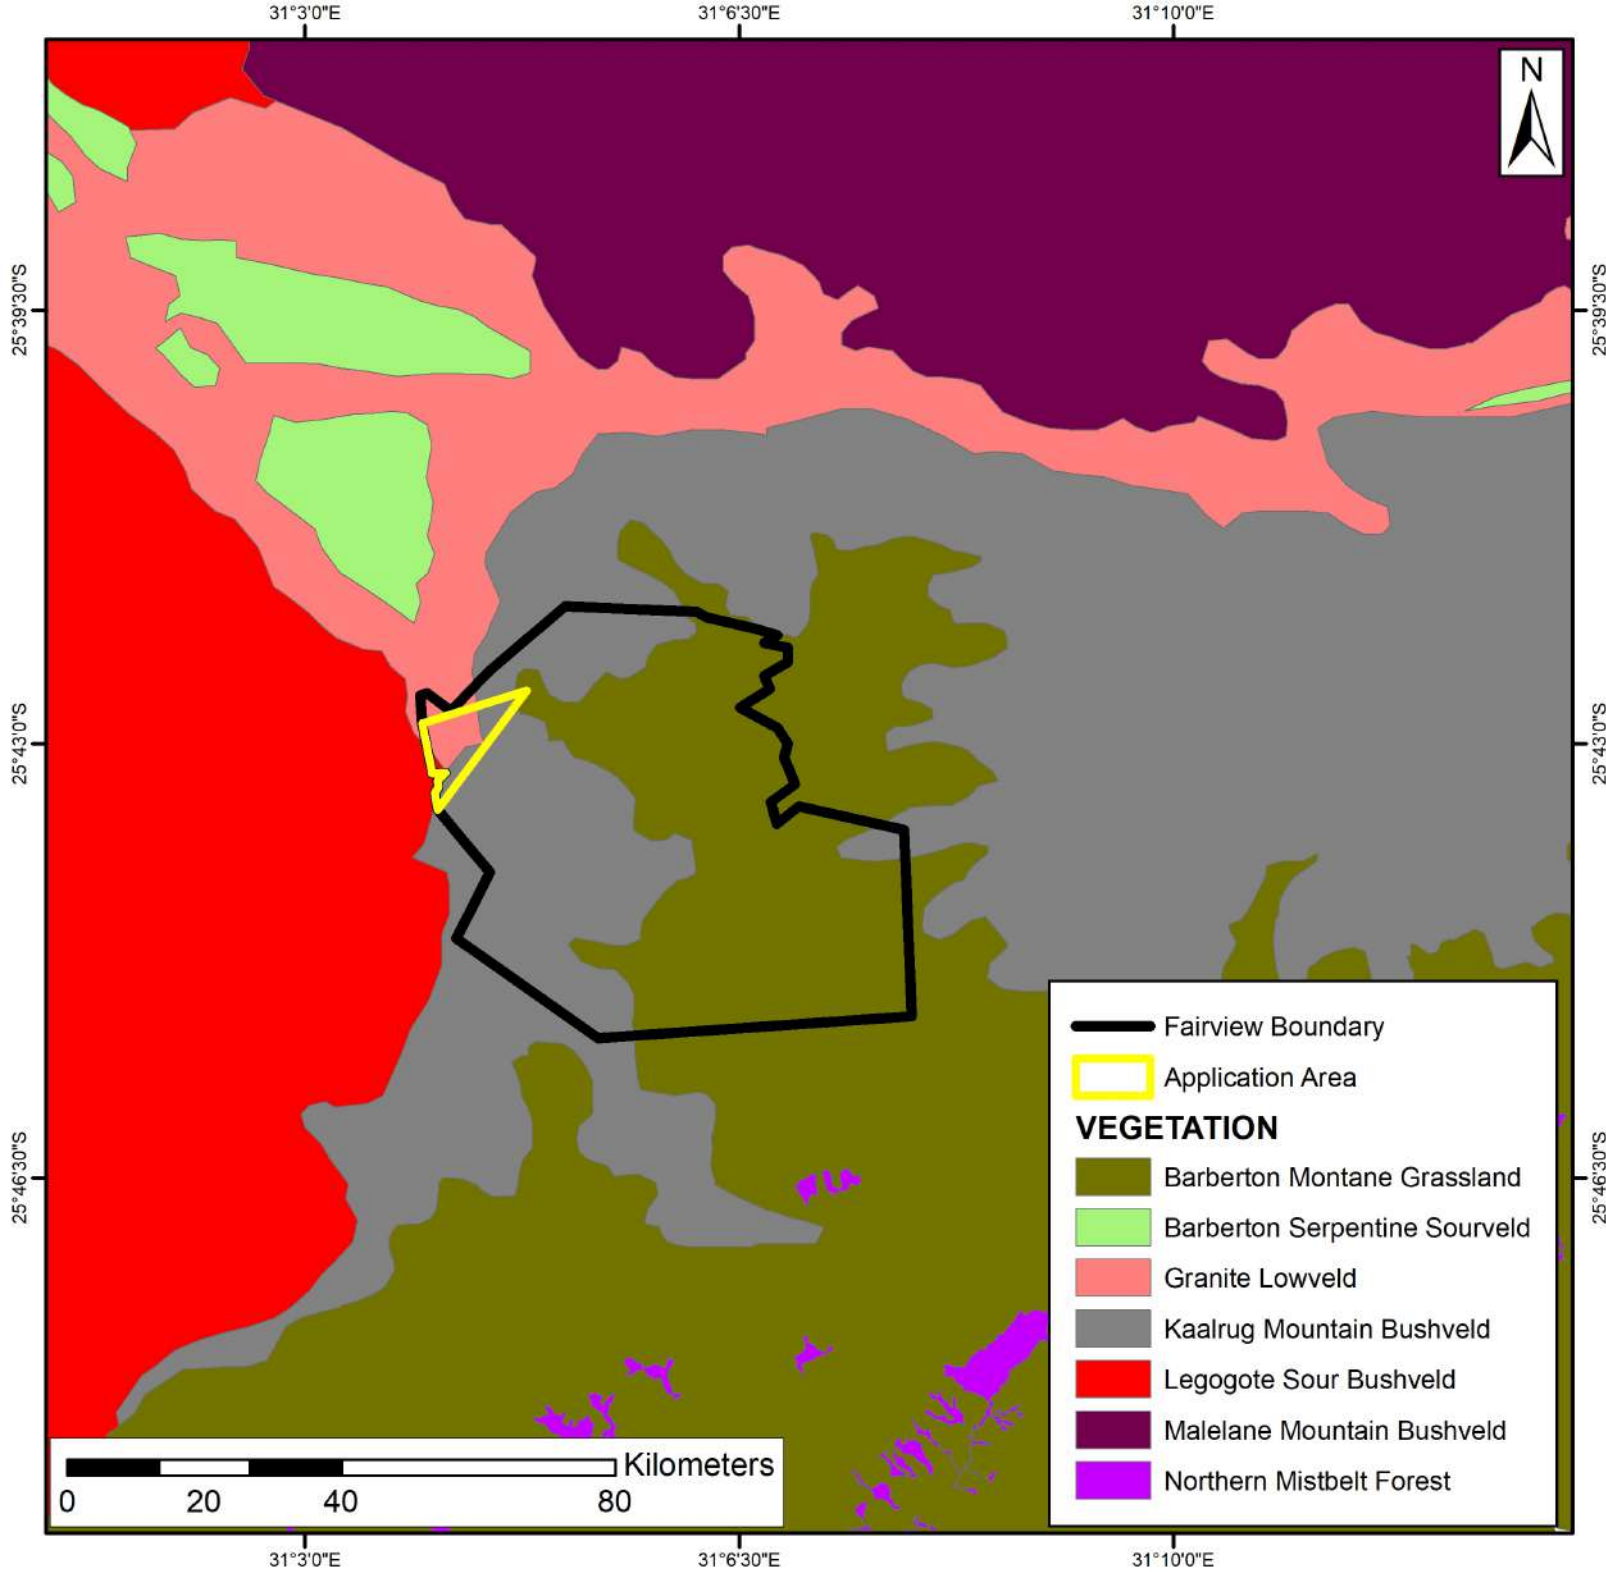 31°3'0"E 31°6'30"E 31°10'0"E
N
25°39'30"S 25°39'30"S
25°43'0"S 25°43'0"S
25°46'30"S 25°46'30"S
Fairview Boundary
Application Area
VEGETATION
Barberton Montane Grassland
Barberton Serpentine Sourveld
Granite Lowveld
Kaalrug Mountain Bushveld
Legogote Sour Bushveld
Malelane Mountain Bushveld
Northern Mistbelt Forest
Kilometers
0 20 40 80
31°3'0"E 31°6'30"E 31°10'0"E